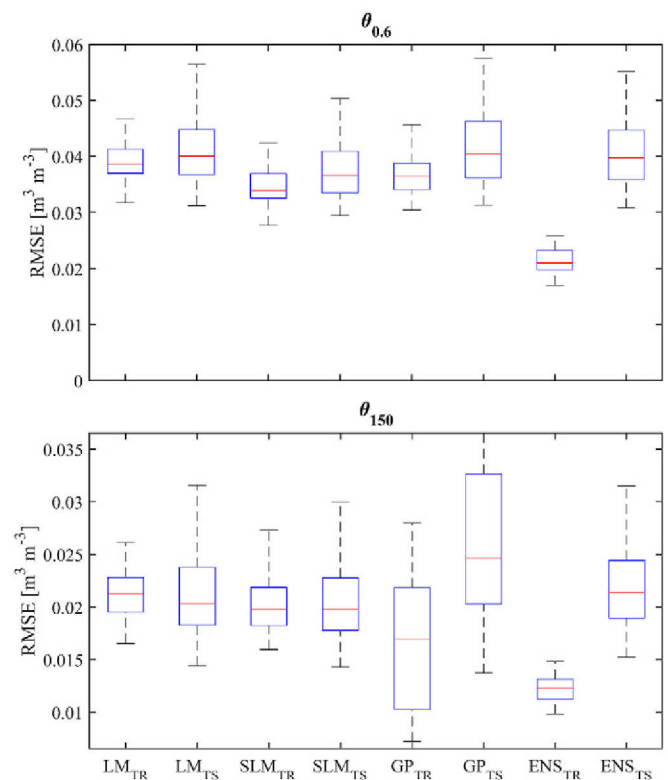 θ0.6
0.06
0.05
0.04
0.03
0.02
0.01
0
RMSE [m3 m-3]
θ150
0.035
0.03
0.025
0.02
0.015
0.01
RMSE [m3 m-3]
LMTR LMTS SLMTR SLMTS GPTR GPTS ENSTR ENSTS